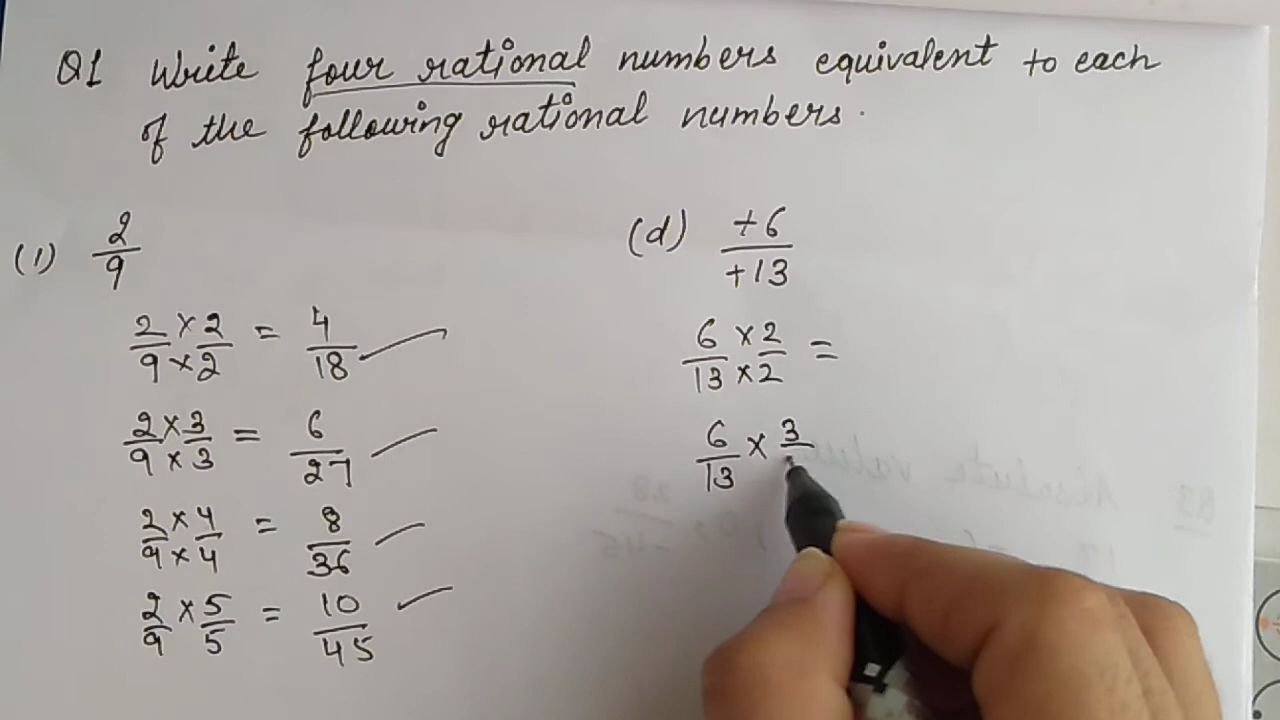 Q1 Write four rational numbers equivalent to each
of the following rational numbers.
(1) 2/9
2/9 × 2/2 = 4/18
2/9 × 3/3 = 6/27
2/9 × 4/4 = 8/36
2/9 × 5/5 = 10/45
(d) +6/+13
6/13 × 2/2 =
6/13 × 3/